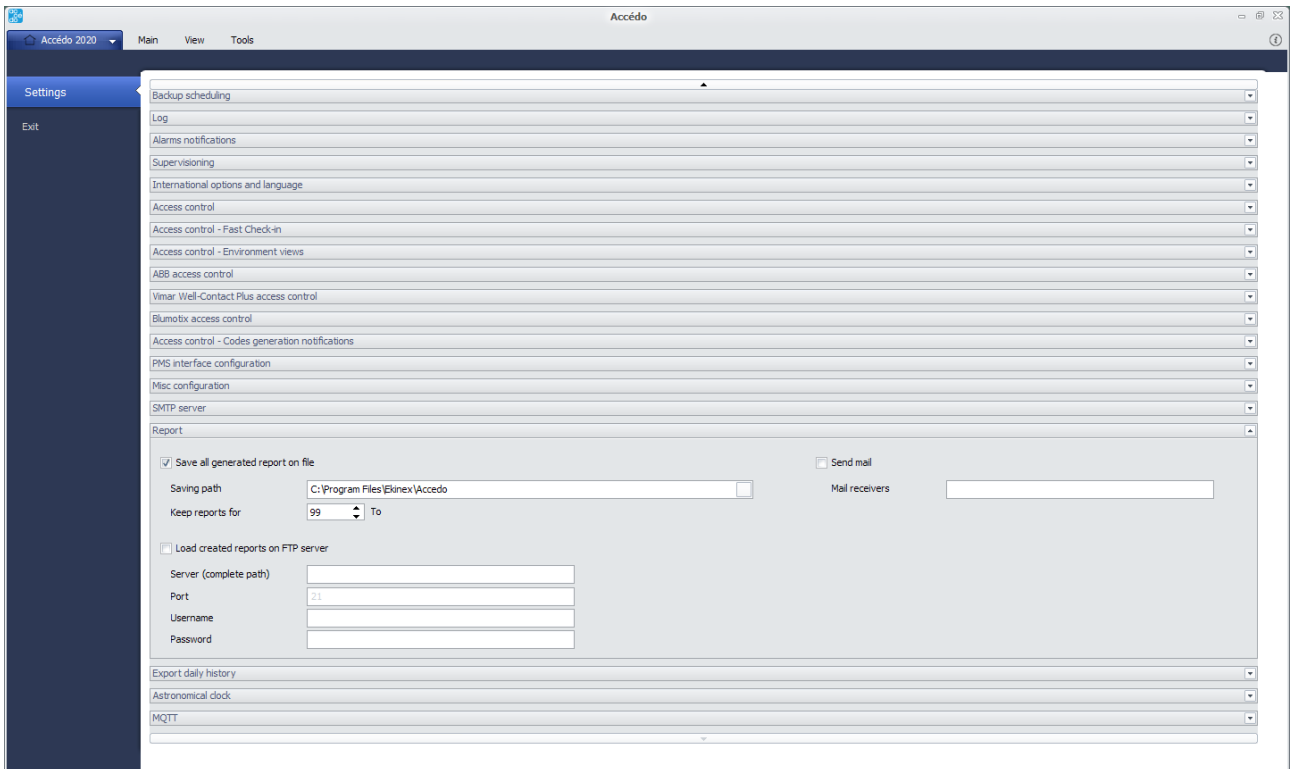 Accédo
Accédo 2020 Main View Tools
Settings
Exit
Backup scheduling
Log
Alarms notifications
Supervisioning
International options and language
Access control
Access control - Fast Check-in
Access control - Environment views
ABB access control
Vimar Well-Contact Plus access control
Blumotix access control
Access control - Codes generation notifications
PMS interface configuration
Misc configuration
SMTP server
Report
Save all generated report on file Send mail
Saving path C:\Program Files\Ekinex\Accedo Mail receivers
Keep reports for 99 To
Load created reports on FTP server
Server (complete path)
Port 21
Username
Password
Export daily history
Astronomical clock
MQTT